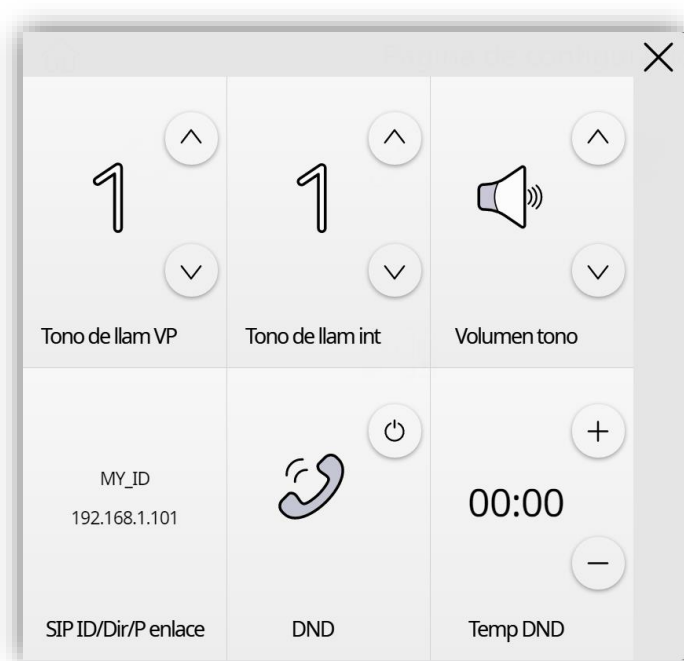 1
1
Tono de llam VP
Tono de llam int
Volumen tono
MY_ID
192.168.1.101
00:00
SIP ID/Dir/P enlace
DND
Temp DND